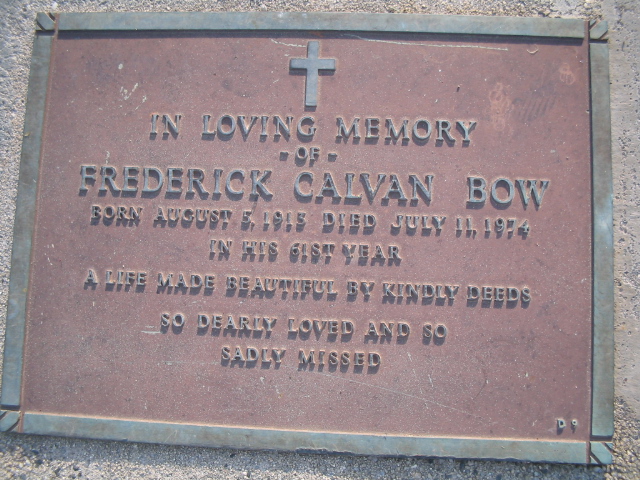 IN LOVING MEMORY
- OF -
FREDERICK CALVAN BOW
BORN AUGUST 5, 1913 DIED JULY 11, 1974
IN HIS 61ST YEAR
A LIFE MADE BEAUTIFUL BY KINDLY DEEDS
SO DEARLY LOVED AND SO
SADLY MISSED